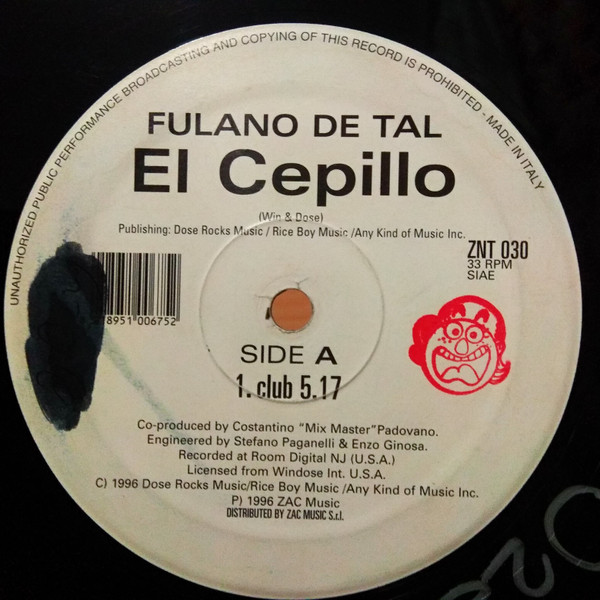 UNAUTHORIZED PUBLIC PERFORMANCE BROADCASTING AND COPYING OF THIS RECORD IS PROHIBITED - MADE IN ITALY
FULANO DE TAL
El Cepillo
(Win & Dose)
Publishing: Dose Rocks Music / Rice Boy Music /Any Kind of Music Inc.
ZNT 030
33 RPM
SIAE
18951 006752
SIDE A
1. club 5.17
Co-produced by Costantino "Mix Master"Padovano.
Engineered by Stefano Paganelli & Enzo Ginosa.
Recorded at Room Digital NJ (U.S.A.)
Licensed from Windose Int. U.S.A.
C) 1996 Dose Rocks Music/Rice Boy Music /Any Kind of Music Inc.
P) 1996 ZAC Music
DISTRIBUTED BY ZAC MUSIC S.r.l.